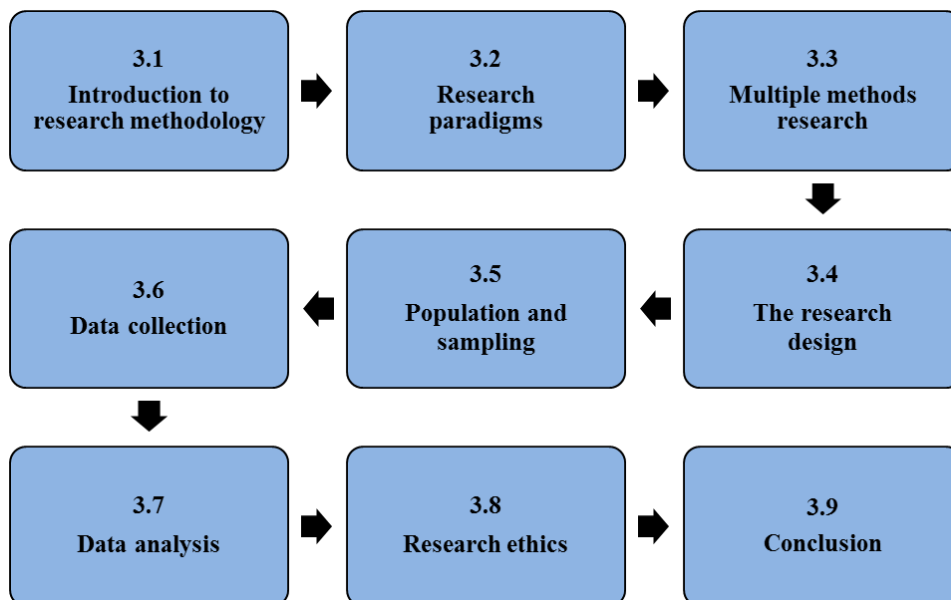 3.1
Introduction to
research methodology
3.2
Research
paradigms
3.3
Multiple methods
research
3.4
The research
design
3.5
Population and
sampling
3.6
Data collection
3.7
Data analysis
3.8
Research ethics
3.9
Conclusion